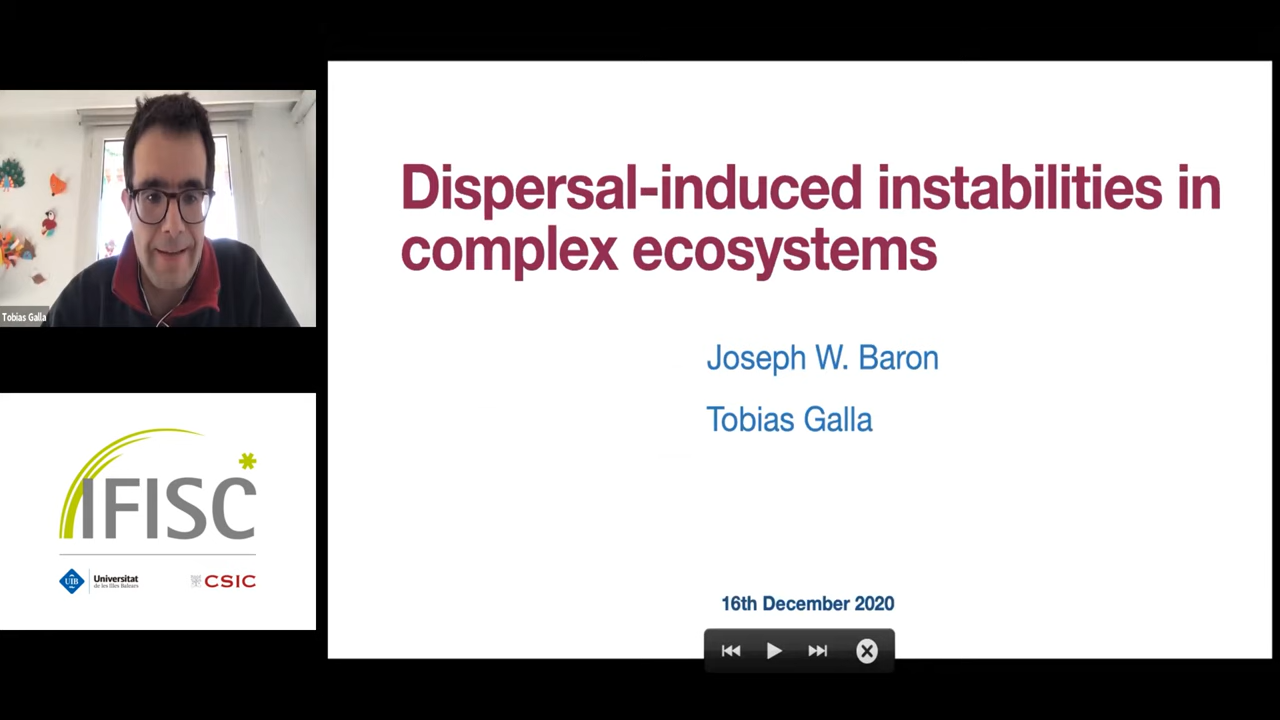 Tobias Galla
IFISC
UIB
Universitat
de les Illes Balears
CSIC
Dispersal-induced instabilities in
complex ecosystems
Joseph W. Baron
Tobias Galla
16th December 2020